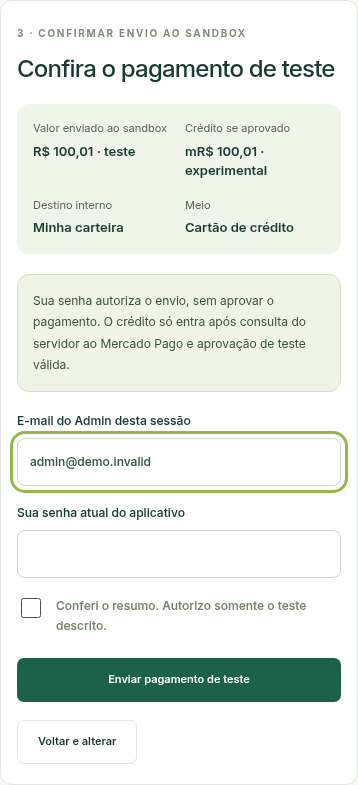 3 · CONFIRMAR ENVIO AO SANDBOX
Confira o pagamento de teste
Valor enviado ao sandbox
R$ 100,01 · teste
Crédito se aprovado
mR$ 100,01 ·
experimental
Destino interno
Minha carteira
Meio
Cartão de crédito
Sua senha autoriza o envio, sem aprovar o
pagamento. O crédito só entra após consulta do
servidor ao Mercado Pago e aprovação de teste
válida.
E-mail do Admin desta sessão
admin@demo.invalid
Sua senha atual do aplicativo
Conferi o resumo. Autorizo somente o teste
descrito.
Enviar pagamento de teste
Voltar e alterar